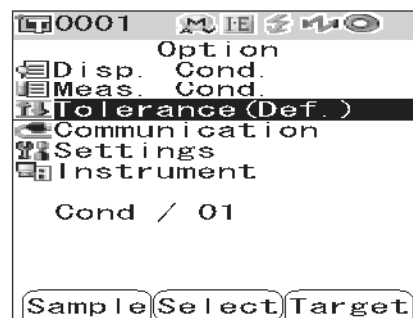 0001 M I·E
Option
Disp. Cond.
Meas. Cond.
Tolerance(Def.)
Communication
Settings
Instrument
Cond / 01
Sample Select Target